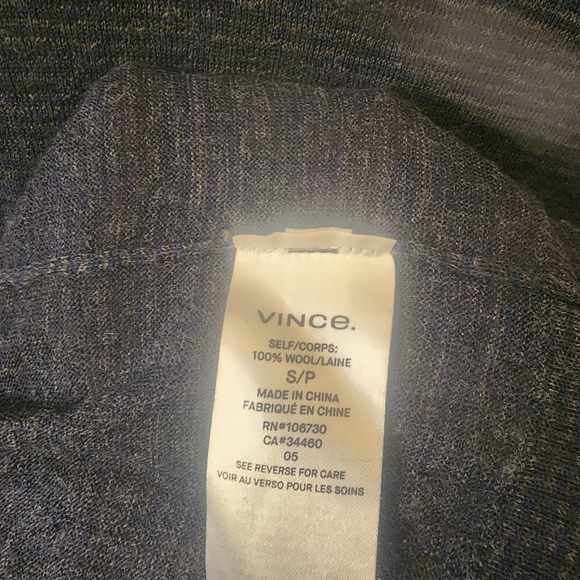 VINCE.
SELF/CORPS:
100% WOOL/LAINE
S/P
MADE IN CHINA
FABRIQUÉ EN CHINE
RN#106730
CA#34460
05
SEE REVERSE FOR CARE
VOIR AU VERSO POUR LES SOINS